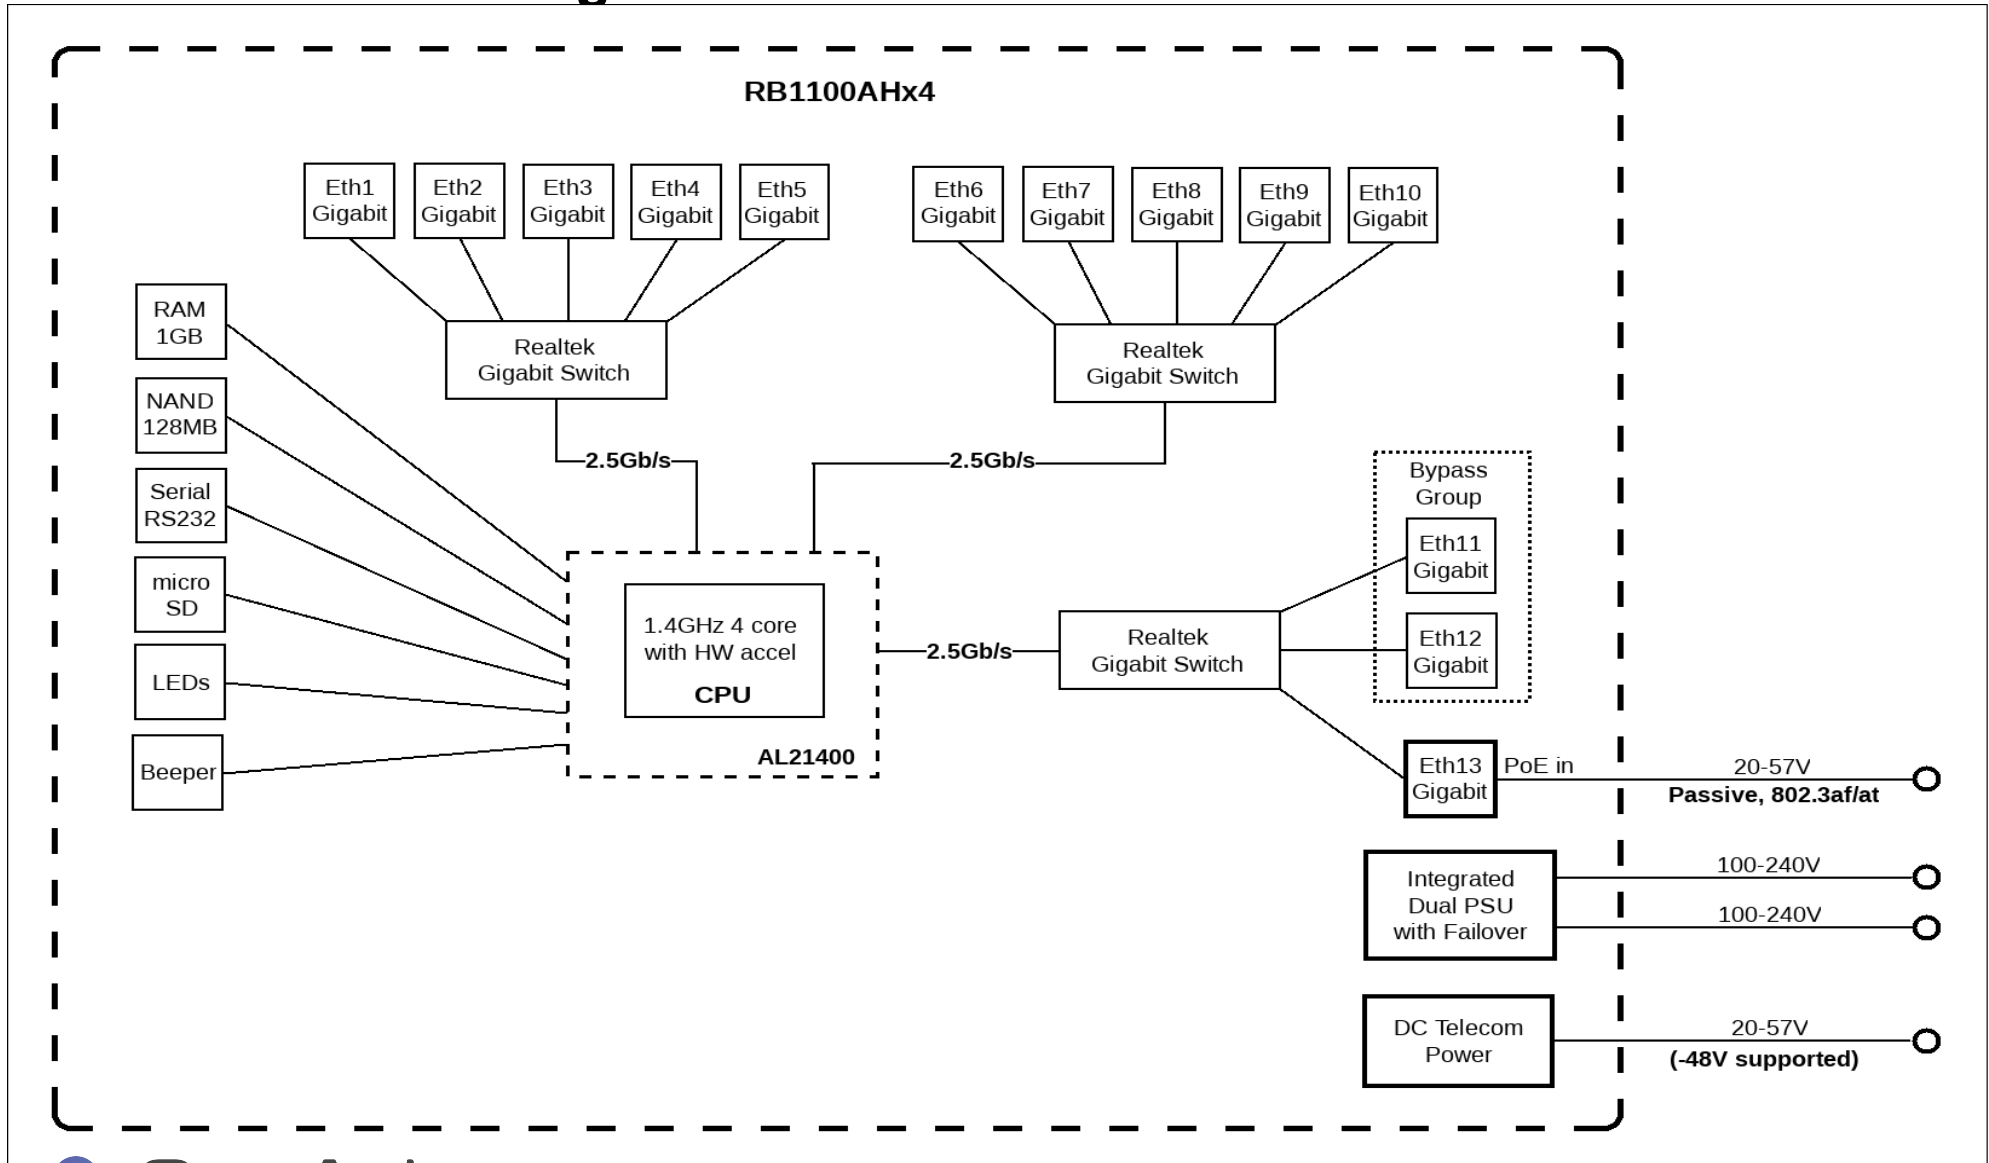 RB1100AHx4
Eth1
Gigabit
Eth2
Gigabit
Eth3
Gigabit
Eth4
Gigabit
Eth5
Gigabit
Eth6
Gigabit
Eth7
Gigabit
Eth8
Gigabit
Eth9
Gigabit
Eth10
Gigabit
RAM
1GB
NAND
128MB
Serial
RS232
micro
SD
LEDs
Beeper
Realtek
Gigabit Switch
Realtek
Gigabit Switch
2.5Gb/s
2.5Gb/s
1.4GHz 4 core
with HW accel
CPU
AL21400
2.5Gb/s
Realtek
Gigabit Switch
Bypass
Group
Eth11
Gigabit
Eth12
Gigabit
Eth13
Gigabit
PoE in
20-57V
Passive, 802.3af/at
Integrated
Dual PSU
with Failover
100-240V
100-240V
DC Telecom
Power
20-57V
(-48V supported)